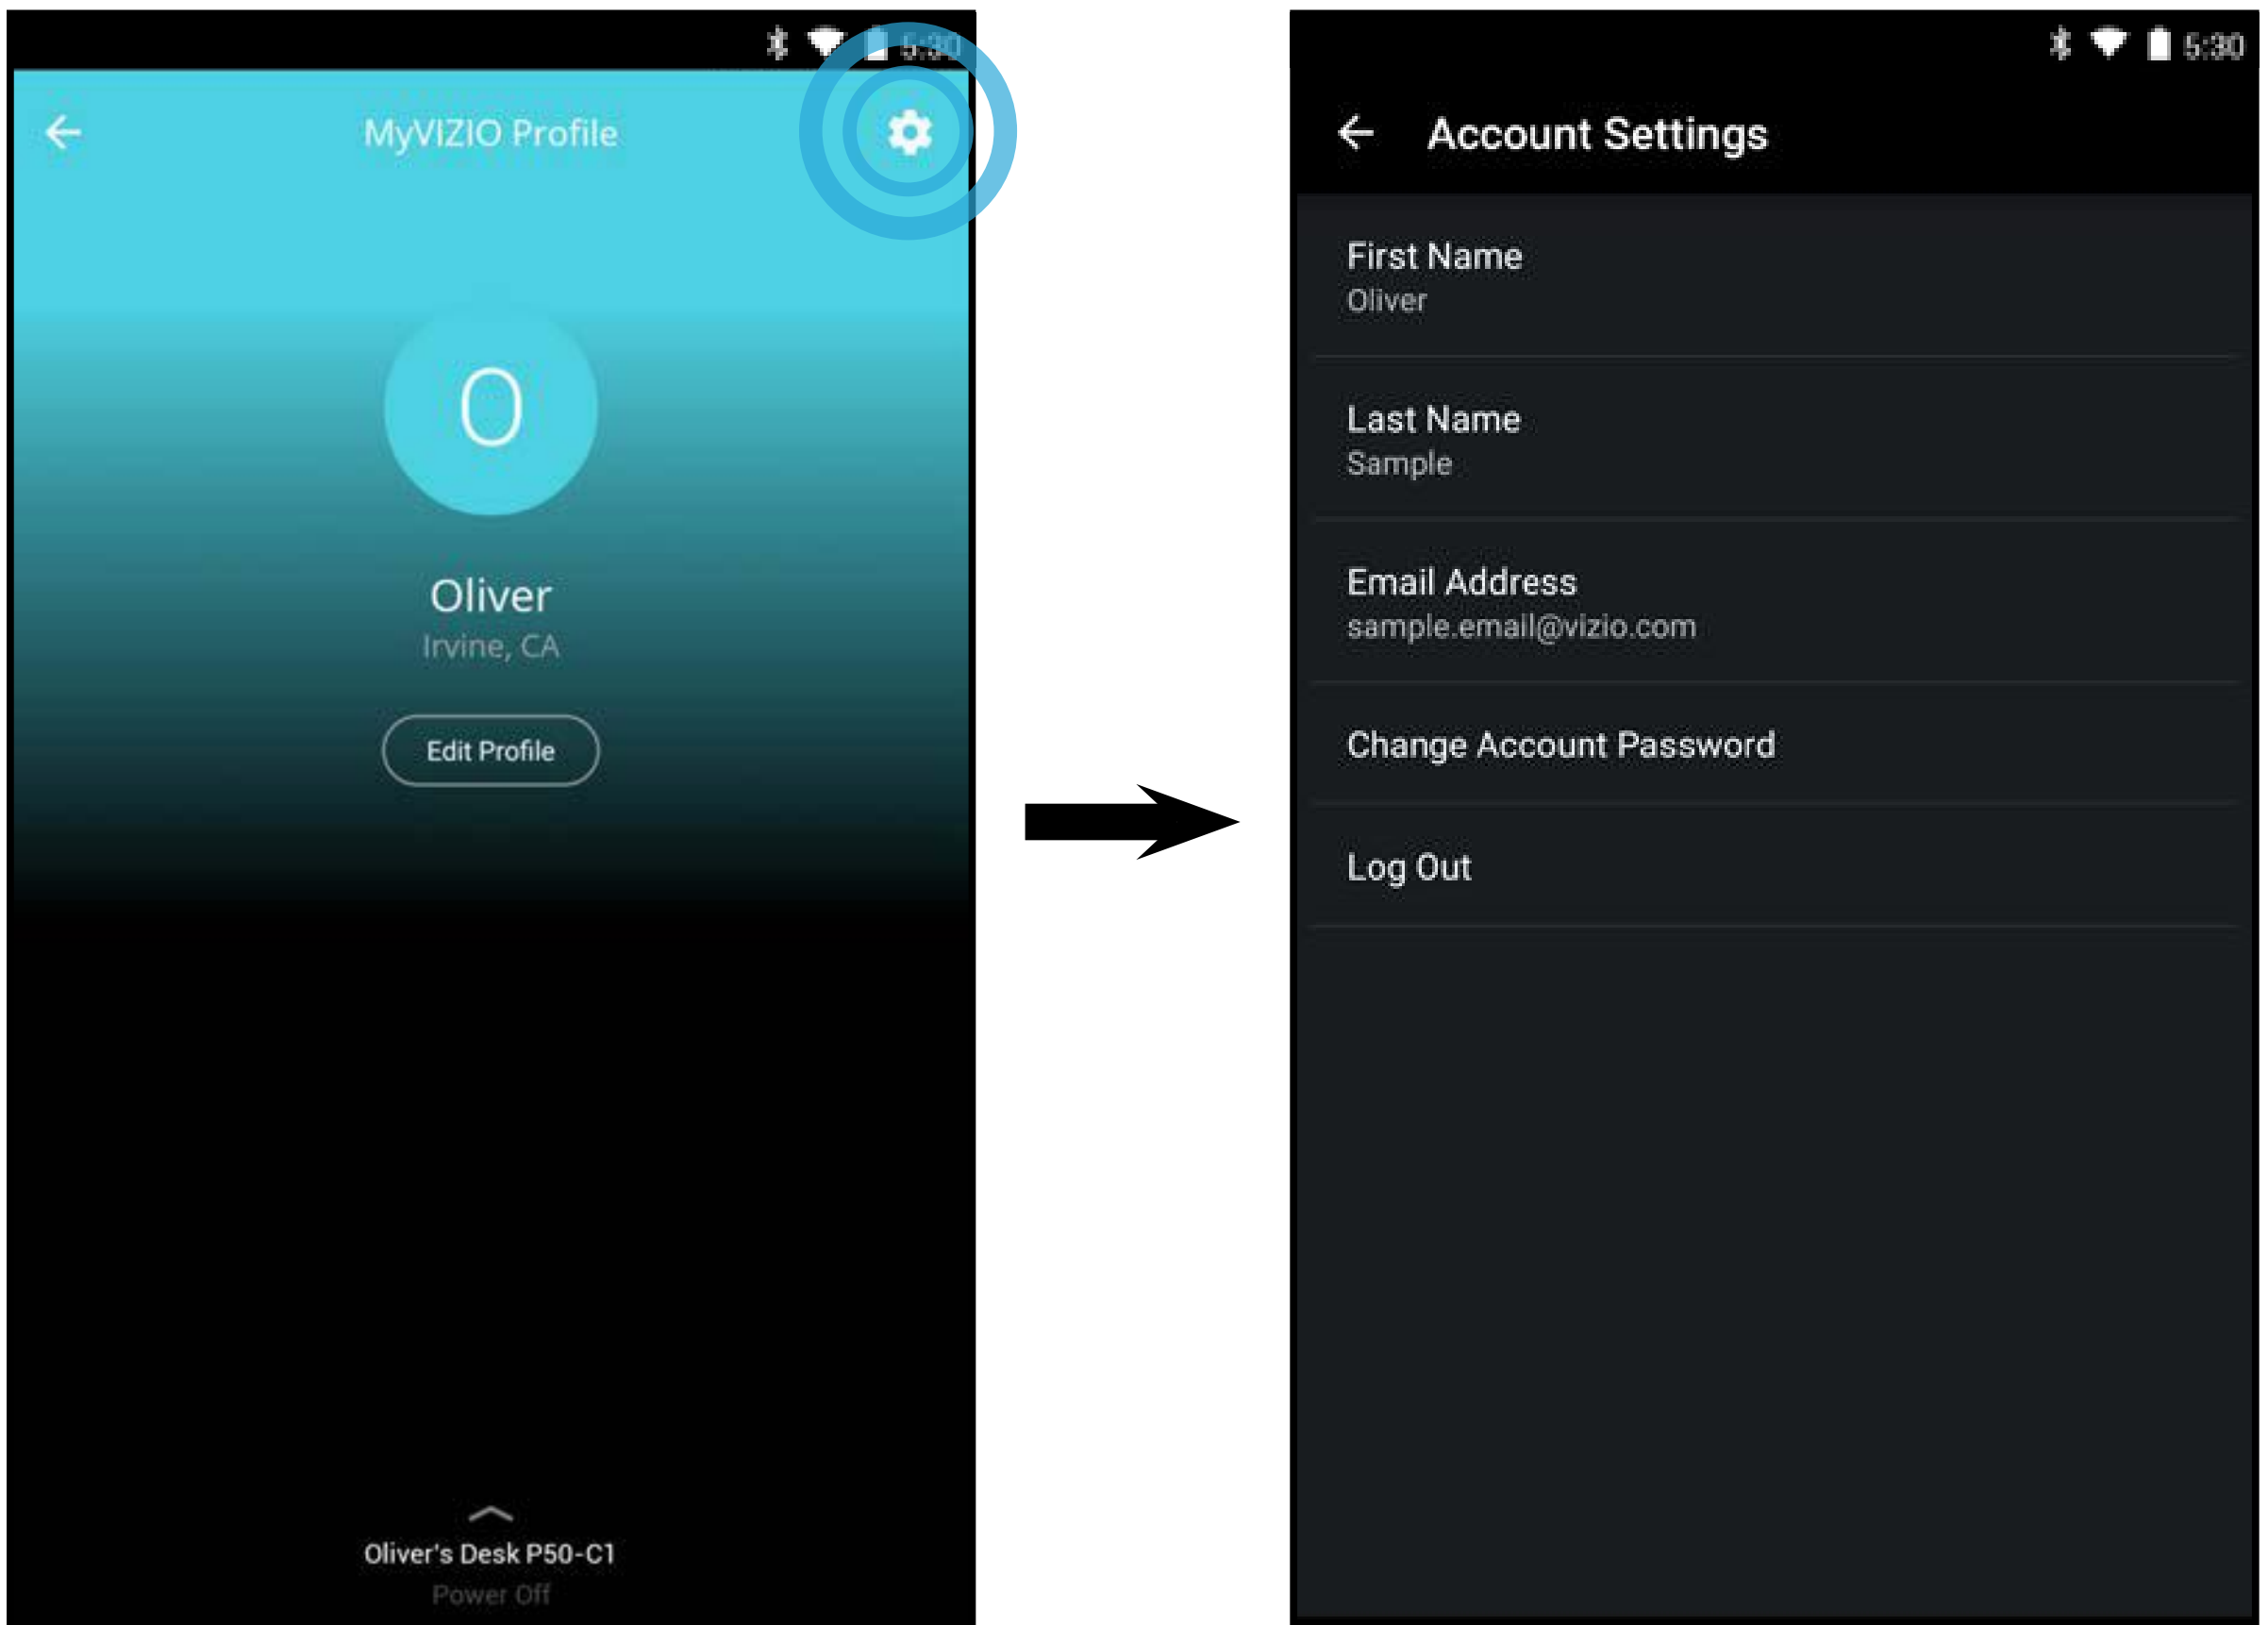 5:30
MyVIZIO Profile
O
Oliver
Irvine, CA
Edit Profile
Oliver's Desk P50-C1
Power Off
5:30
Account Settings
First Name
Oliver
Last Name
Sample
Email Address
sample.email@vizio.com
Change Account Password
Log Out